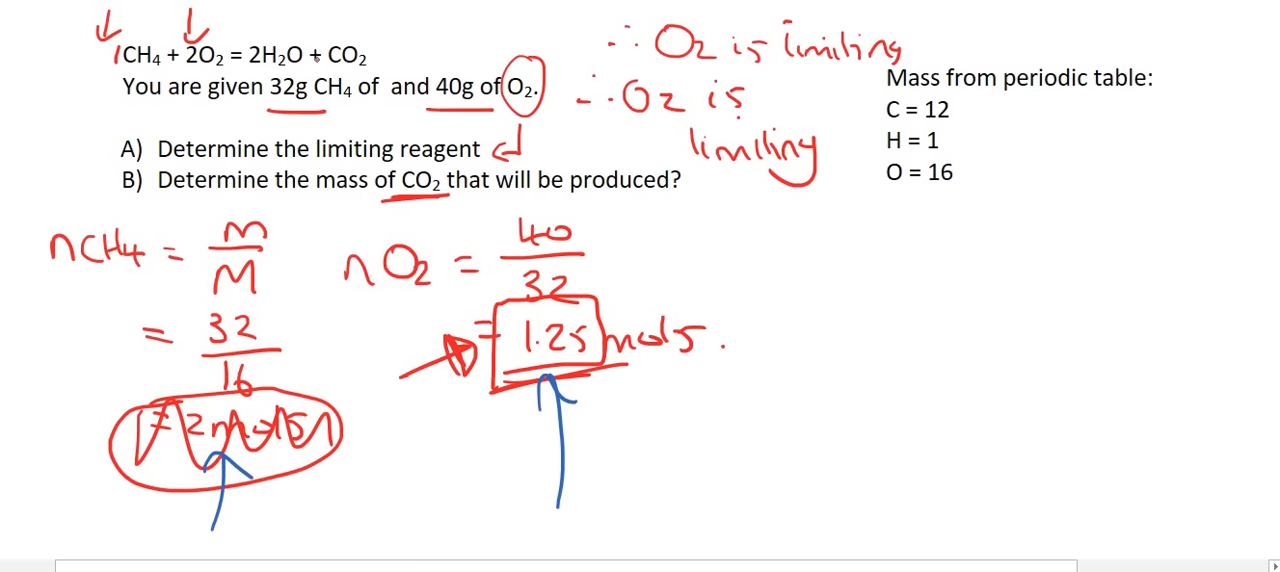 1CH₄ + 2O₂ = 2H₂O + CO₂
You are given 32g CH₄ of and 40g of O₂.
∴ O2 is limiting
∴ O2 is
limiting
A) Determine the limiting reagent
B) Determine the mass of CO₂ that will be produced?
Mass from periodic table:
C = 12
H = 1
O = 16
nCH4 = m
M
= 32
16
= 2mols
nO2 = 40
32
= 1.25 mols.